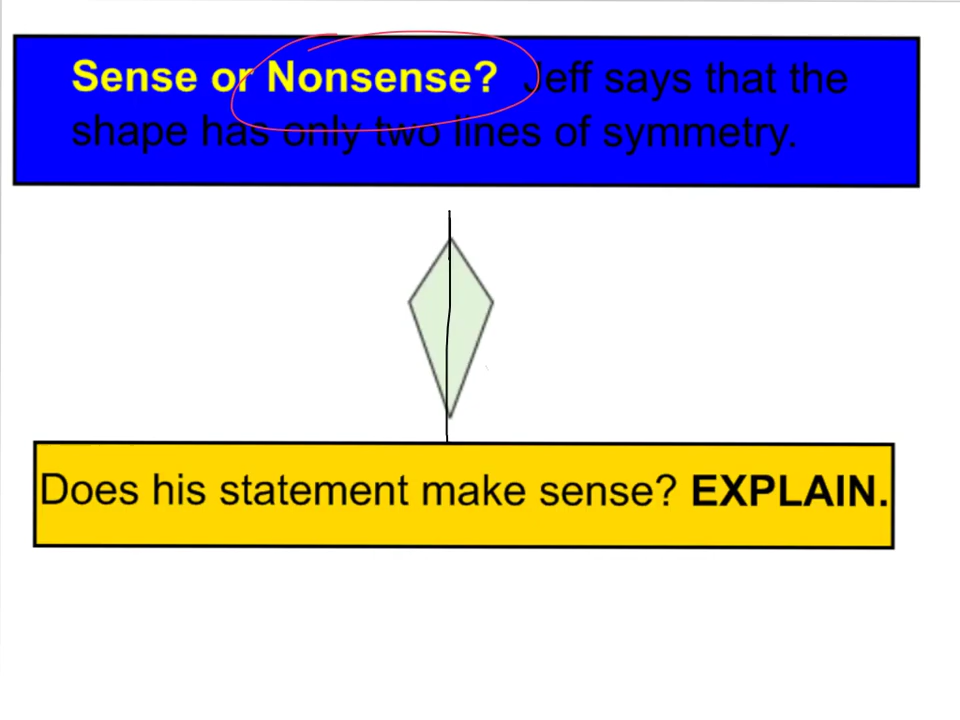 Sense or Nonsense? Jeff says that the
shape has only two lines of symmetry.
Does his statement make sense? EXPLAIN.